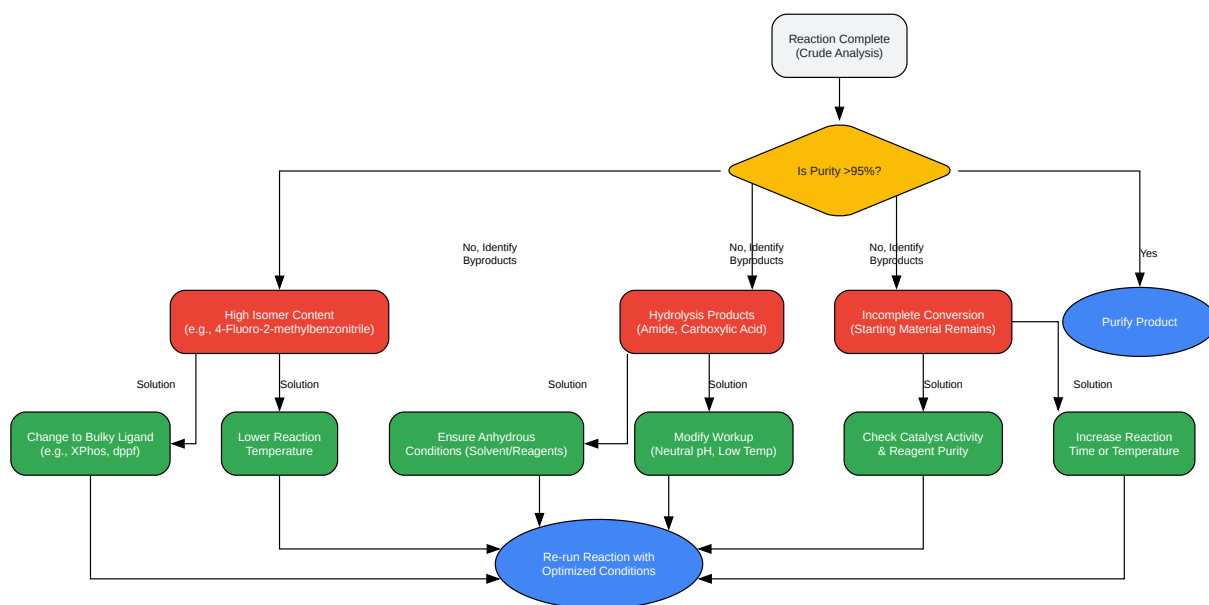 Reaction Complete
(Crude Analysis)
Is Purity >95%?
No, Identify
Byproducts
No, Identify
Byproducts
No, Identify
Byproducts
Yes
High Isomer Content
(e.g., 4-Fluoro-2-methylbenzonitrile)
Hydrolysis Products
(Amide, Carboxylic Acid)
Incomplete Conversion
(Starting Material Remains)
Purify Product
Solution
Solution
Solution
Solution
Solution
Solution
Change to Bulky Ligand
(e.g., XPhos, dppf)
Lower Reaction
Temperature
Ensure Anhydrous
Conditions (Solvent/Reagents)
Modify Workup
(Neutral pH, Low Temp)
Check Catalyst Activity
& Reagent Purity
Increase Reaction
Time or Temperature
Re-run Reaction with
Optimized Conditions